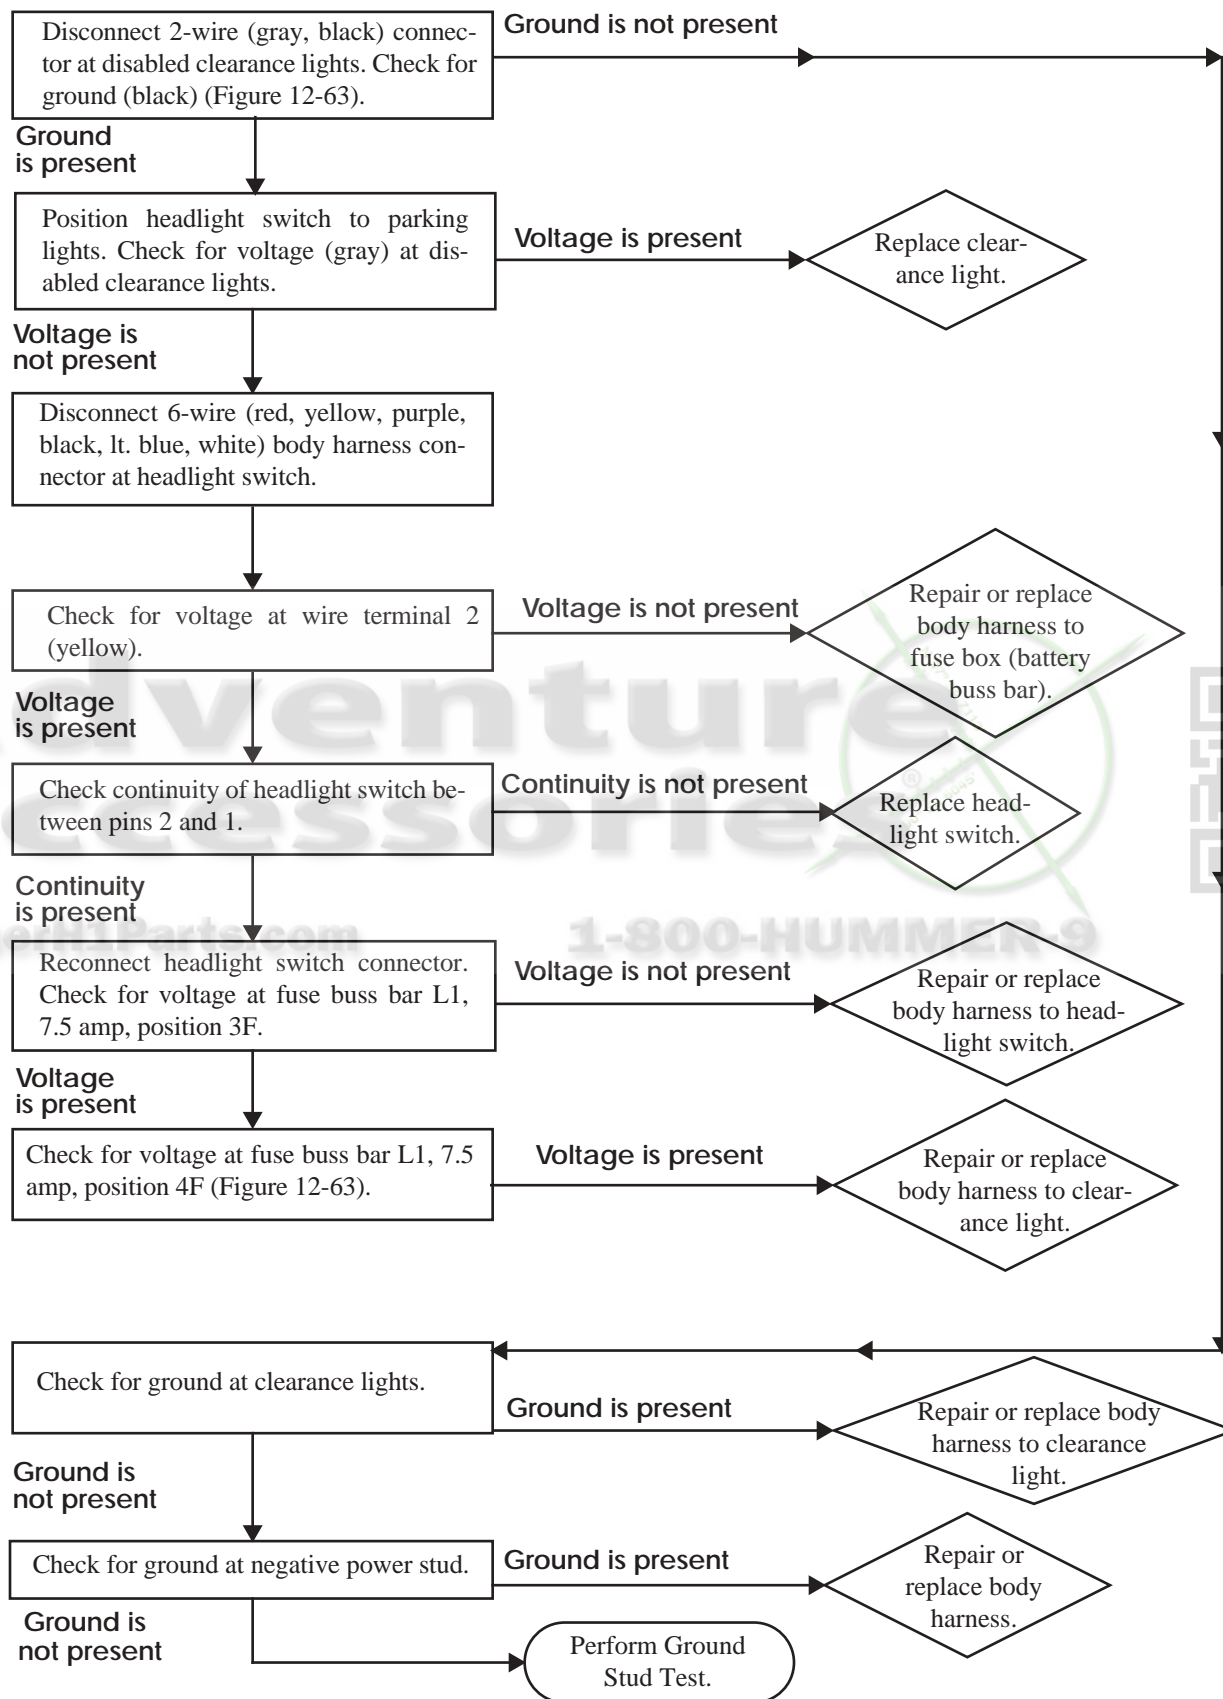 Disconnect 2-wire (gray, black) connec-
tor at disabled clearance lights. Check for
ground (black) (Figure 12-63).
Ground is not present
Ground
is present
Position headlight switch to parking
lights. Check for voltage (gray) at dis-
abled clearance lights.
Voltage is present
Replace clear-
ance light.
Voltage is
not present
Disconnect 6-wire (red, yellow, purple,
black, lt. blue, white) body harness con-
nector at headlight switch.
Check for voltage at wire terminal 2
(yellow).
Voltage is not present
Repair or replace
body harness to
fuse box (battery
buss bar).
Voltage
is present
Check continuity of headlight switch be-
tween pins 2 and 1.
Continuity is not present
Replace head-
light switch.
Continuity
is present
Reconnect headlight switch connector.
Check for voltage at fuse buss bar L1,
7.5 amp, position 3F.
Voltage is not present
Repair or replace
body harness to head-
light switch.
Voltage
is present
Check for voltage at fuse buss bar L1, 7.5
amp, position 4F (Figure 12-63).
Voltage is present
Repair or replace
body harness to clear-
ance light.
Check for ground at clearance lights.
Ground is present
Repair or replace body
harness to clearance
light.
Ground is
not present
Check for ground at negative power stud.
Ground is present
Repair or
replace body
harness.
Ground is
not present
Perform Ground
Stud Test.
dventure
ccessories
erH1Parts.com
1-800-HUMMER-9